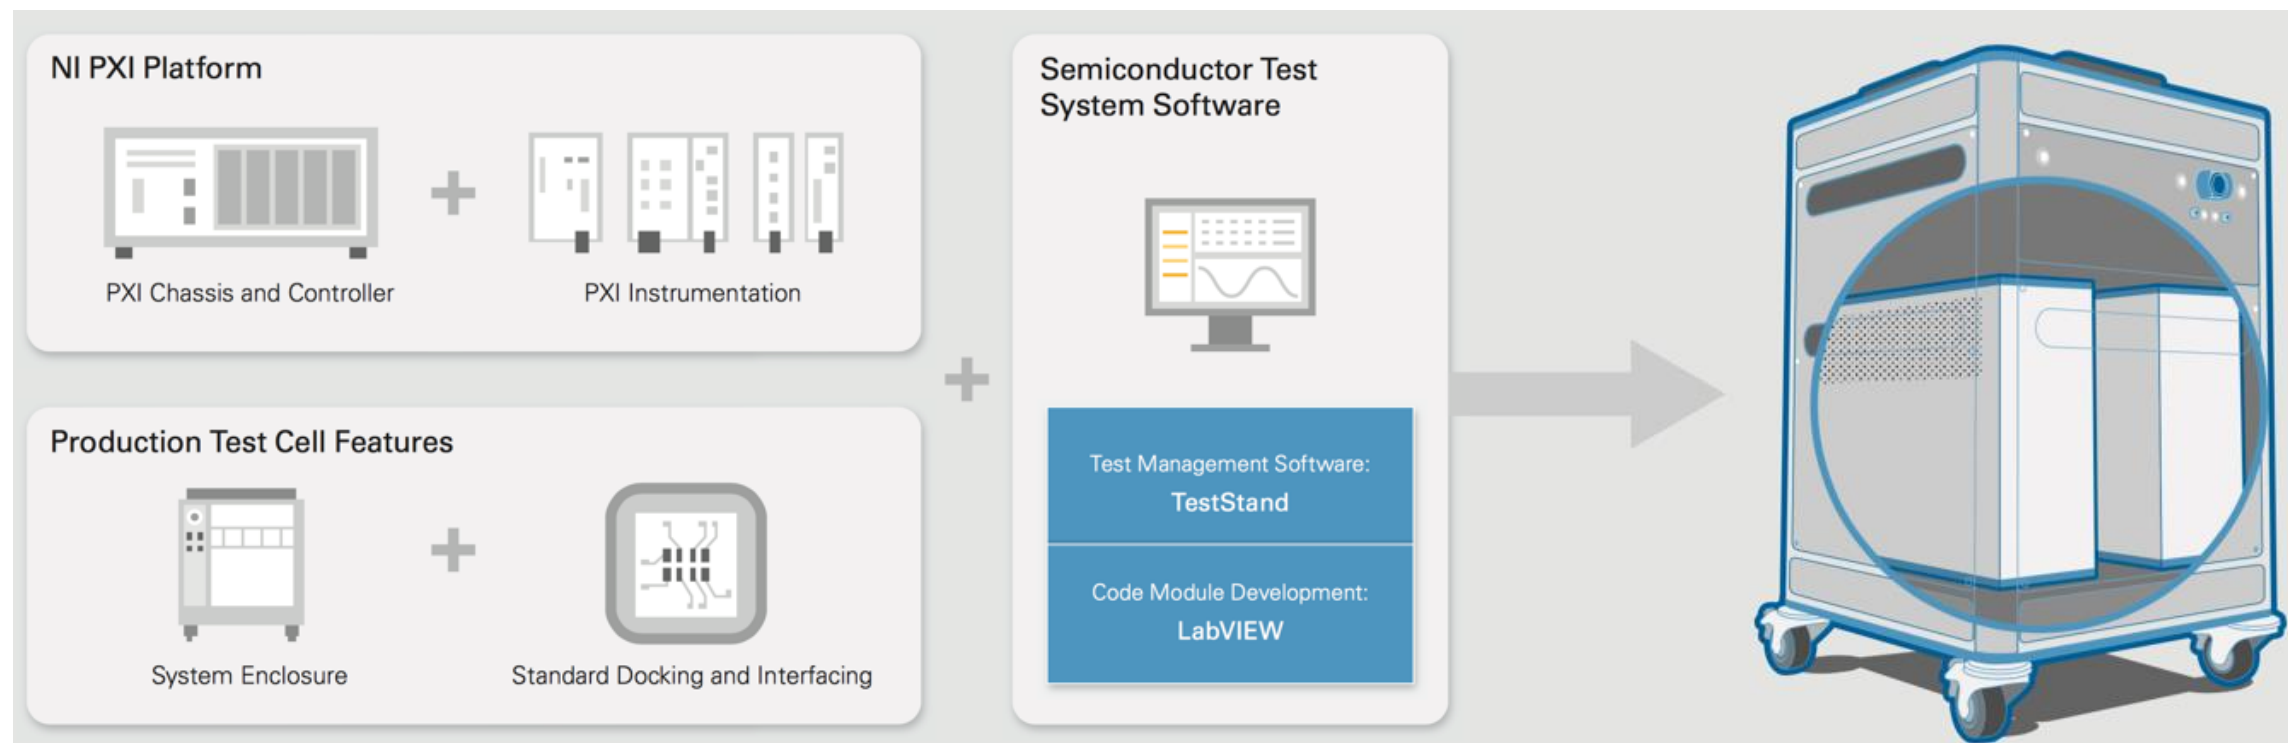 NI PXI Platform
PXI Chassis and Controller
PXI Instrumentation
Production Test Cell Features
System Enclosure
Standard Docking and Interfacing
Semiconductor Test
System Software
Test Management Software:
TestStand
Code Module Development:
LabVIEW